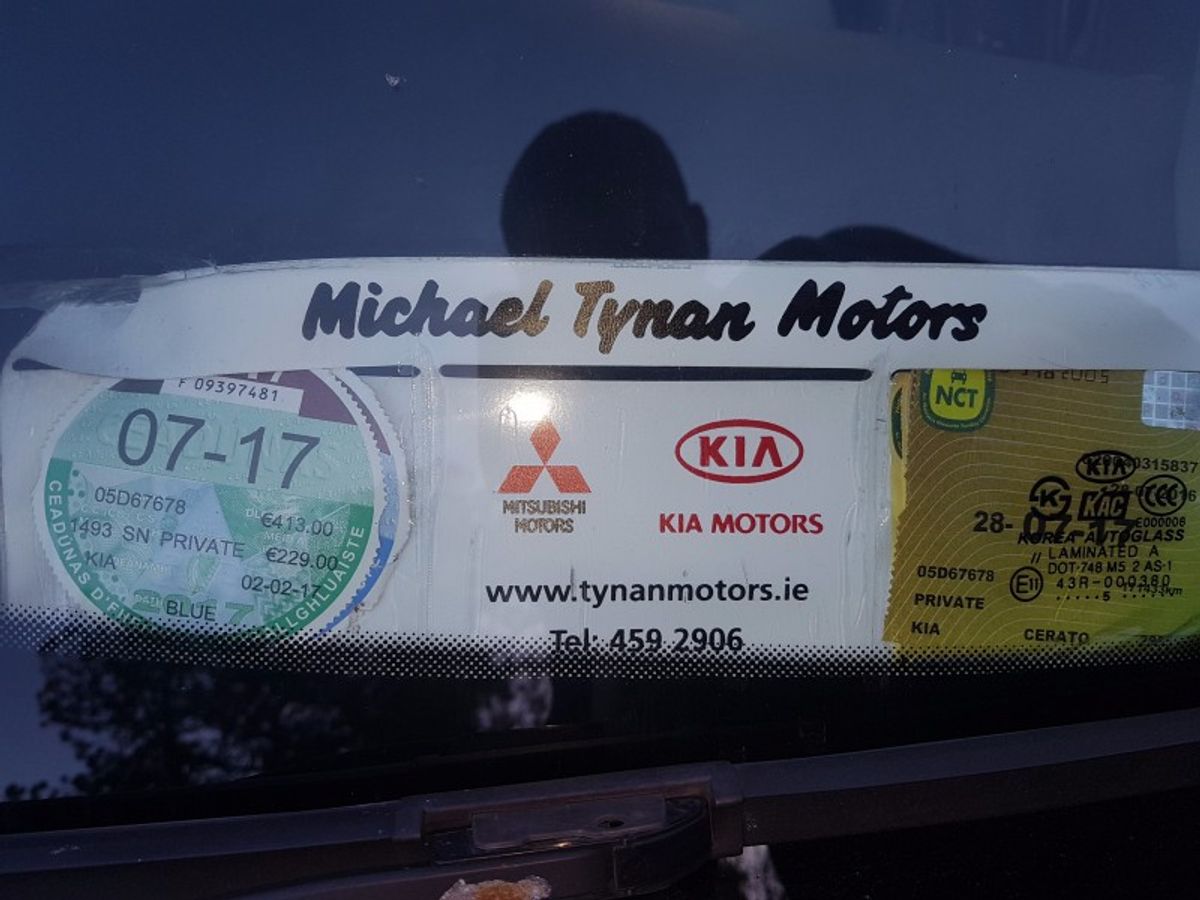 Michael Tynan Motors
F 09397481
07-17
05D67678
€413.00
1493 SN PRIVATE
€229.00
KIA
02-02-17
BLUE
MITSUBISHI
MOTORS
KIA
KIA MOTORS
www.tynanmotors.ie
Tel: 459 2906
NCT
KIA
KAC
28-07-17
E000006
KOREA AUTOGLASS
// LAMINATED A
DOT-748 M5 2 AS-1
E11 43R-000380
05D67678
PRIVATE
KIA
CERATO